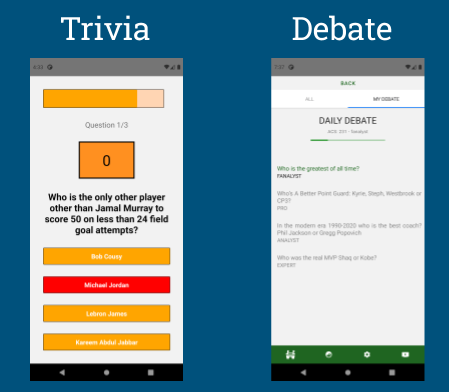 Trivia
Debate
4:33
Question 1/3
0
Who is the only other player
other than Jamal Murray to
score 50 on less than 24 field
goal attempts?
Bob Cousy
Michael Jordan
Lebron James
Kareem Abdul Jabbar
7:37
BACK
ALL
MY DEBATE
DAILY DEBATE
Who is the greatest of all time?
FANALYST
Who's A Better Point Guard: Kyrie, Steph, Westbrook or
CP3?
PRO
In the modern era 1990-2020 who is the best coach?
Phil Jackson or Gregg Popovich
ANALYST
Who was the real MVP Shaq or Kobe?
EXPERT